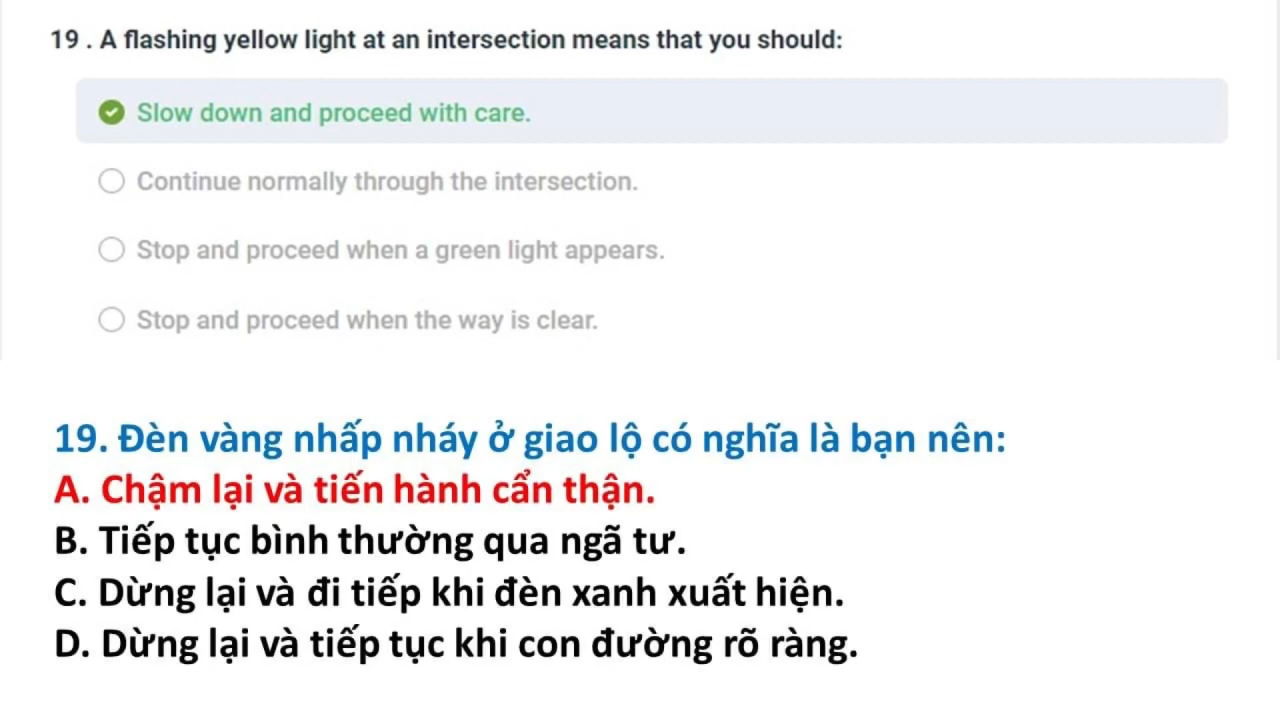 19 . A flashing yellow light at an intersection means that you should:
Slow down and proceed with care.
Continue normally through the intersection.
Stop and proceed when a green light appears.
Stop and proceed when the way is clear.
19. Đèn vàng nhấp nháy ở giao lộ có nghĩa là bạn nên:
A. Chậm lại và tiến hành cẩn thận.
B. Tiếp tục bình thường qua ngã tư.
C. Dừng lại và đi tiếp khi đèn xanh xuất hiện.
D. Dừng lại và tiếp tục khi con đường rõ ràng.